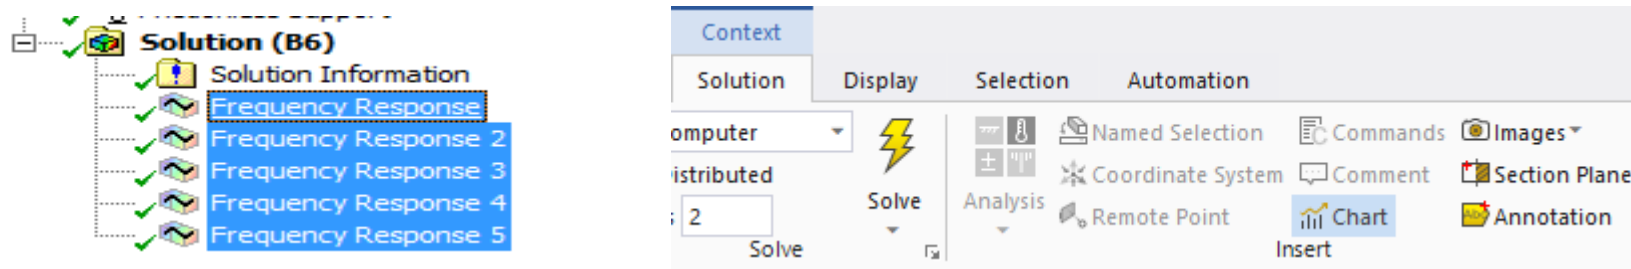 Frictionless Support
Solution (B6)
Solution Information
Frequency Response
Frequency Response 2
Frequency Response 3
Frequency Response 4
Frequency Response 5
Context
Solution Display Selection Automation
omputer
istributed
2
Solve
Solve
Analysis
Named Selection
Coordinate System
Remote Point
Commands
Comment
Chart
Images
Section Plane
Annotation
Insert